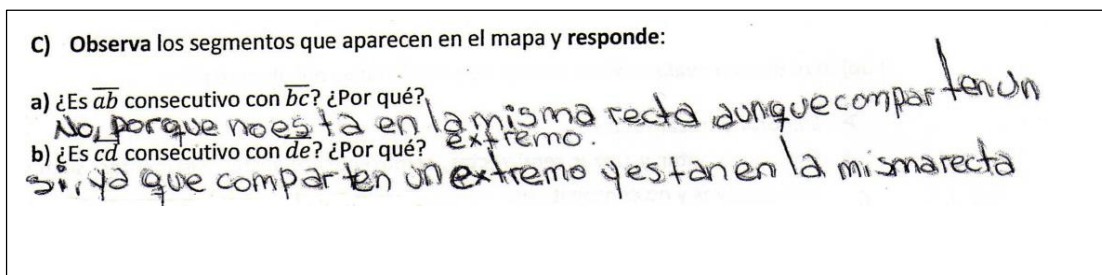 C) Observa los segmentos que aparecen en el mapa y responde:
a) ¿Es ab consecutivo con bc? ¿Por qué?
No, porque no está en la misma recta aunque comparten un
extremo.
b) ¿Es cd consecutivo con de? ¿Por qué?
si, ya que comparten un extremo y estan en la misma recta